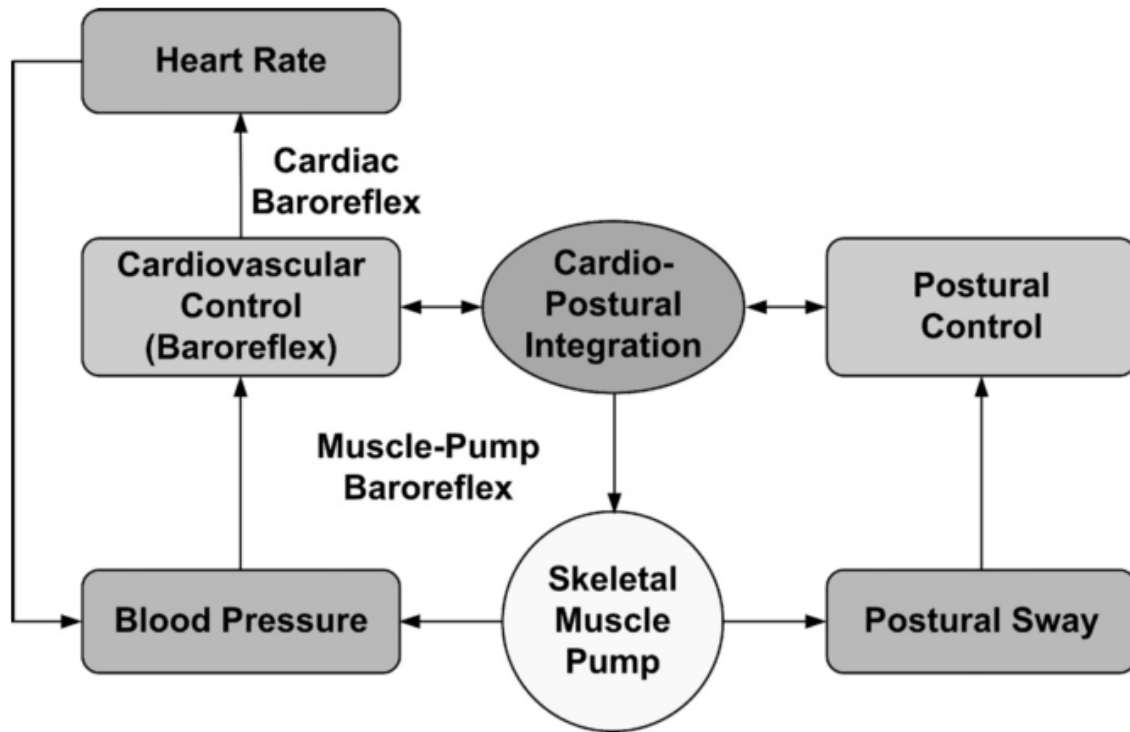 Heart Rate
Cardiac
Baroreflex
Cardiovascular
Control
(Baroreflex)
Cardio-
Postural
Integration
Postural
Control
Muscle-Pump
Baroreflex
Blood Pressure
Skeletal
Muscle
Pump
Postural Sway